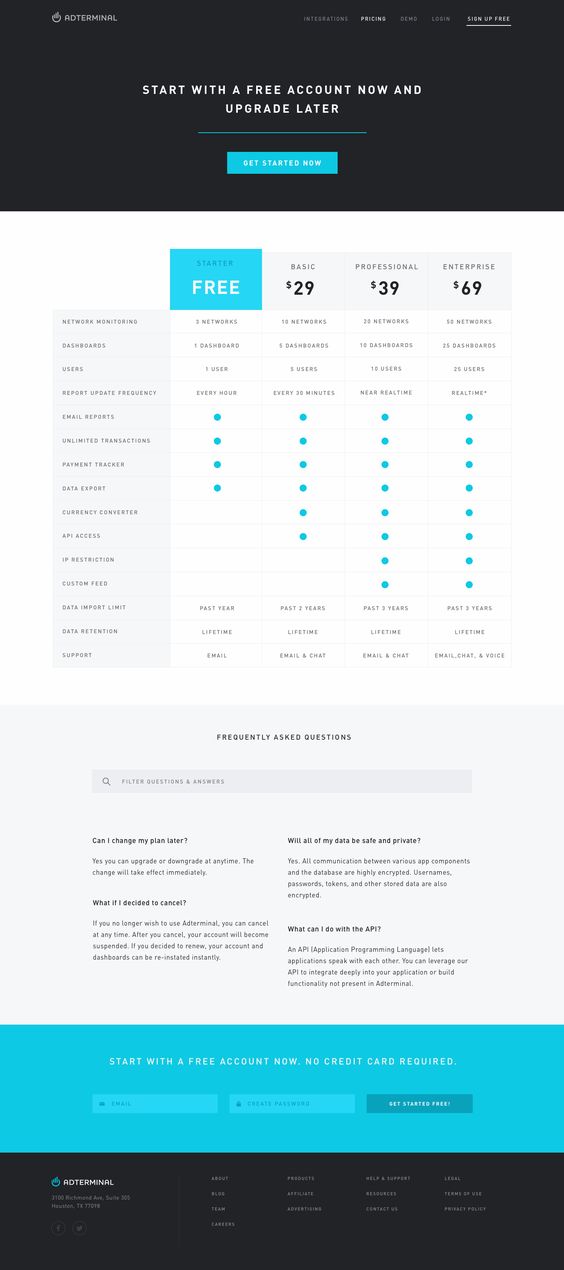 ADTERMINAL
INTEGRATIONS PRICING DEMO LOGIN SIGN UP FREE
START WITH A FREE ACCOUNT NOW AND
UPGRADE LATER
GET STARTED NOW
STARTER BASIC PROFESSIONAL ENTERPRISE
FREE $29 $39 $69
NETWORK MONITORING 3 NETWORKS 10 NETWORKS 20 NETWORKS 50 NETWORKS
DASHBOARDS 1 DASHBOARD 5 DASHBOARDS 10 DASHBOARDS 25 DASHBOARDS
USERS 1 USER 5 USERS 10 USERS 25 USERS
REPORT UPDATE FREQUENCY EVERY HOUR EVERY 30 MINUTES NEAR REALTIME REALTIME*
EMAIL REPORTS
UNLIMITED TRANSACTIONS
PAYMENT TRACKER
DATA EXPORT
CURRENCY CONVERTER
API ACCESS
IP RESTRICTION
CUSTOM FEED
DATA IMPORT LIMIT PAST YEAR PAST 2 YEARS PAST 3 YEARS PAST 3 YEARS
DATA RETENTION LIFETIME LIFETIME LIFETIME LIFETIME
SUPPORT EMAIL EMAIL & CHAT EMAIL & CHAT EMAIL,CHAT, & VOICE
FREQUENTLY ASKED QUESTIONS
FILTER QUESTIONS & ANSWERS
Can I change my plan later?
Yes you can upgrade or downgrade at anytime. The
change will take effect immediately.
What if I decided to cancel?
If you no longer wish to use Adterminal, you can cancel
at any time. After you cancel, your account will become
suspended. If you decided to renew, your account and
dashboards can be re-instated instantly.
Will all of my data be safe and private?
Yes. All communication between various app components
and the database are highly encrypted. Usernames,
passwords, tokens, and other stored data are also
encrypted.
What can I do with the API?
An API (Application Programming Language) lets
applications speak with each other. You can leverage our
API to integrate deeply into your application or build
functionality not present in Adterminal.
START WITH A FREE ACCOUNT NOW, NO CREDIT CARD REQUIRED.
EMAIL CREATE PASSWORD GET STARTED FREE!
ADTERMINAL
3100 Richmond Ave, Suite 305
Houston, TX 77098
ABOUT PRODUCTS HELP & SUPPORT LEGAL
BLOG AFFILIATE RESOURCES TERMS OF USE
TEAM ADVERTISING CONTACT US PRIVACY POLICY
CAREERS